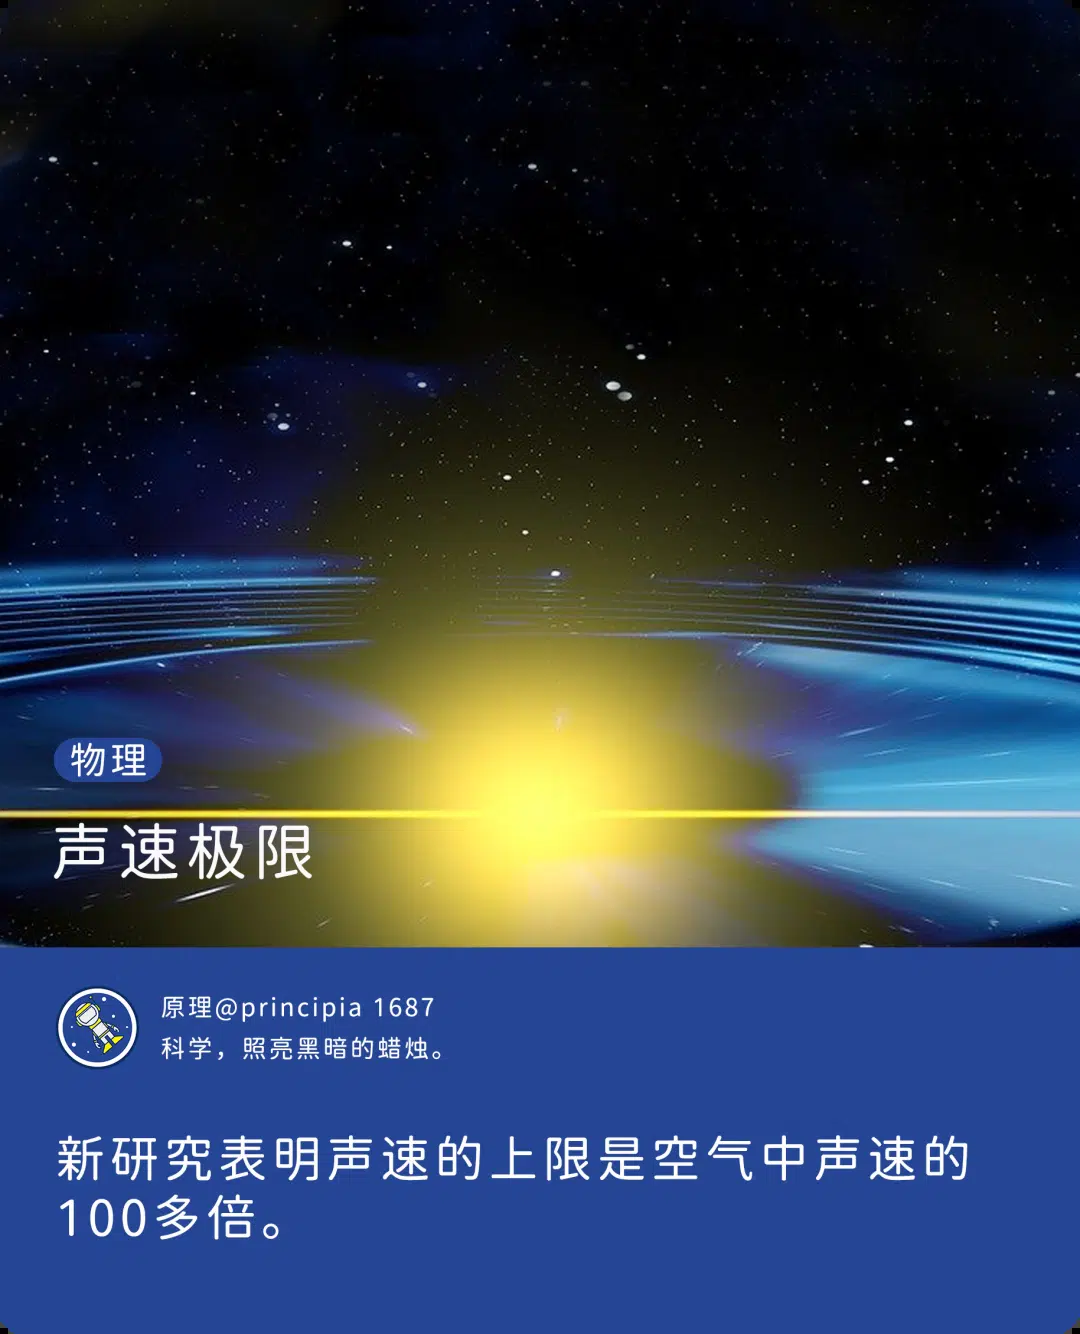 物理
声速极限
原理@principia 1687
科学，照亮黑暗的蜡烛。
新研究表明声速的上限是空气中声速的
100多倍。